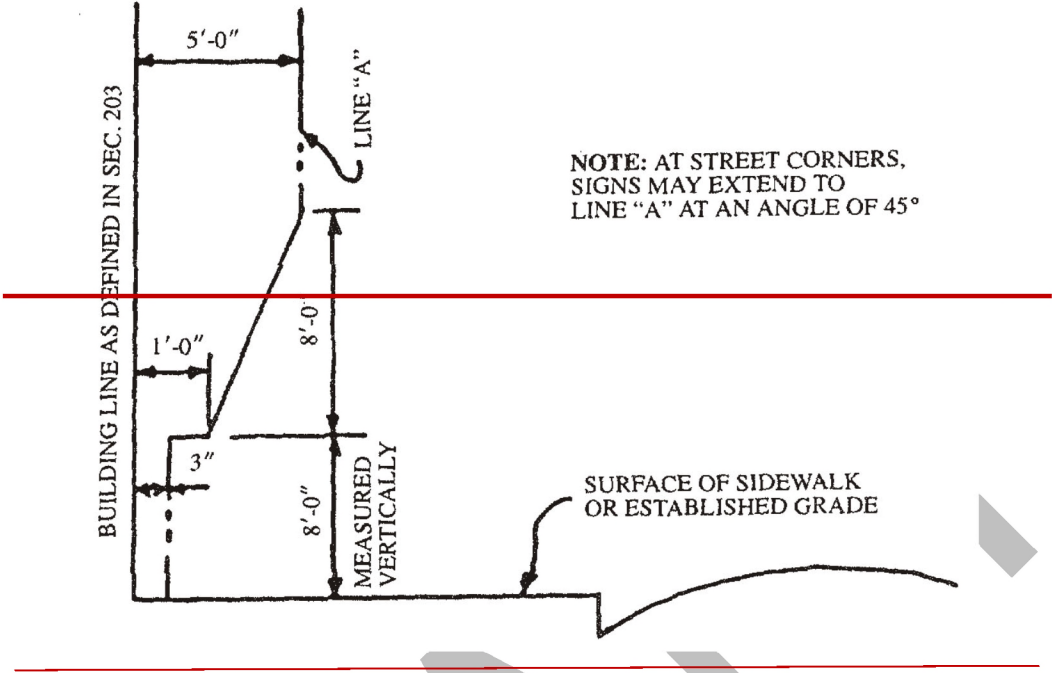 5'-0"
LINE "A"
BUILDING LINE AS DEFINED IN SEC. 203
NOTE: AT STREET CORNERS,
SIGNS MAY EXTEND TO
LINE "A" AT AN ANGLE OF 45°
8'-0
1'-0"
3"
8'-0"
MEASURED
VERTICALLY
SURFACE OF SIDEWALK
OR ESTABLISHED GRADE